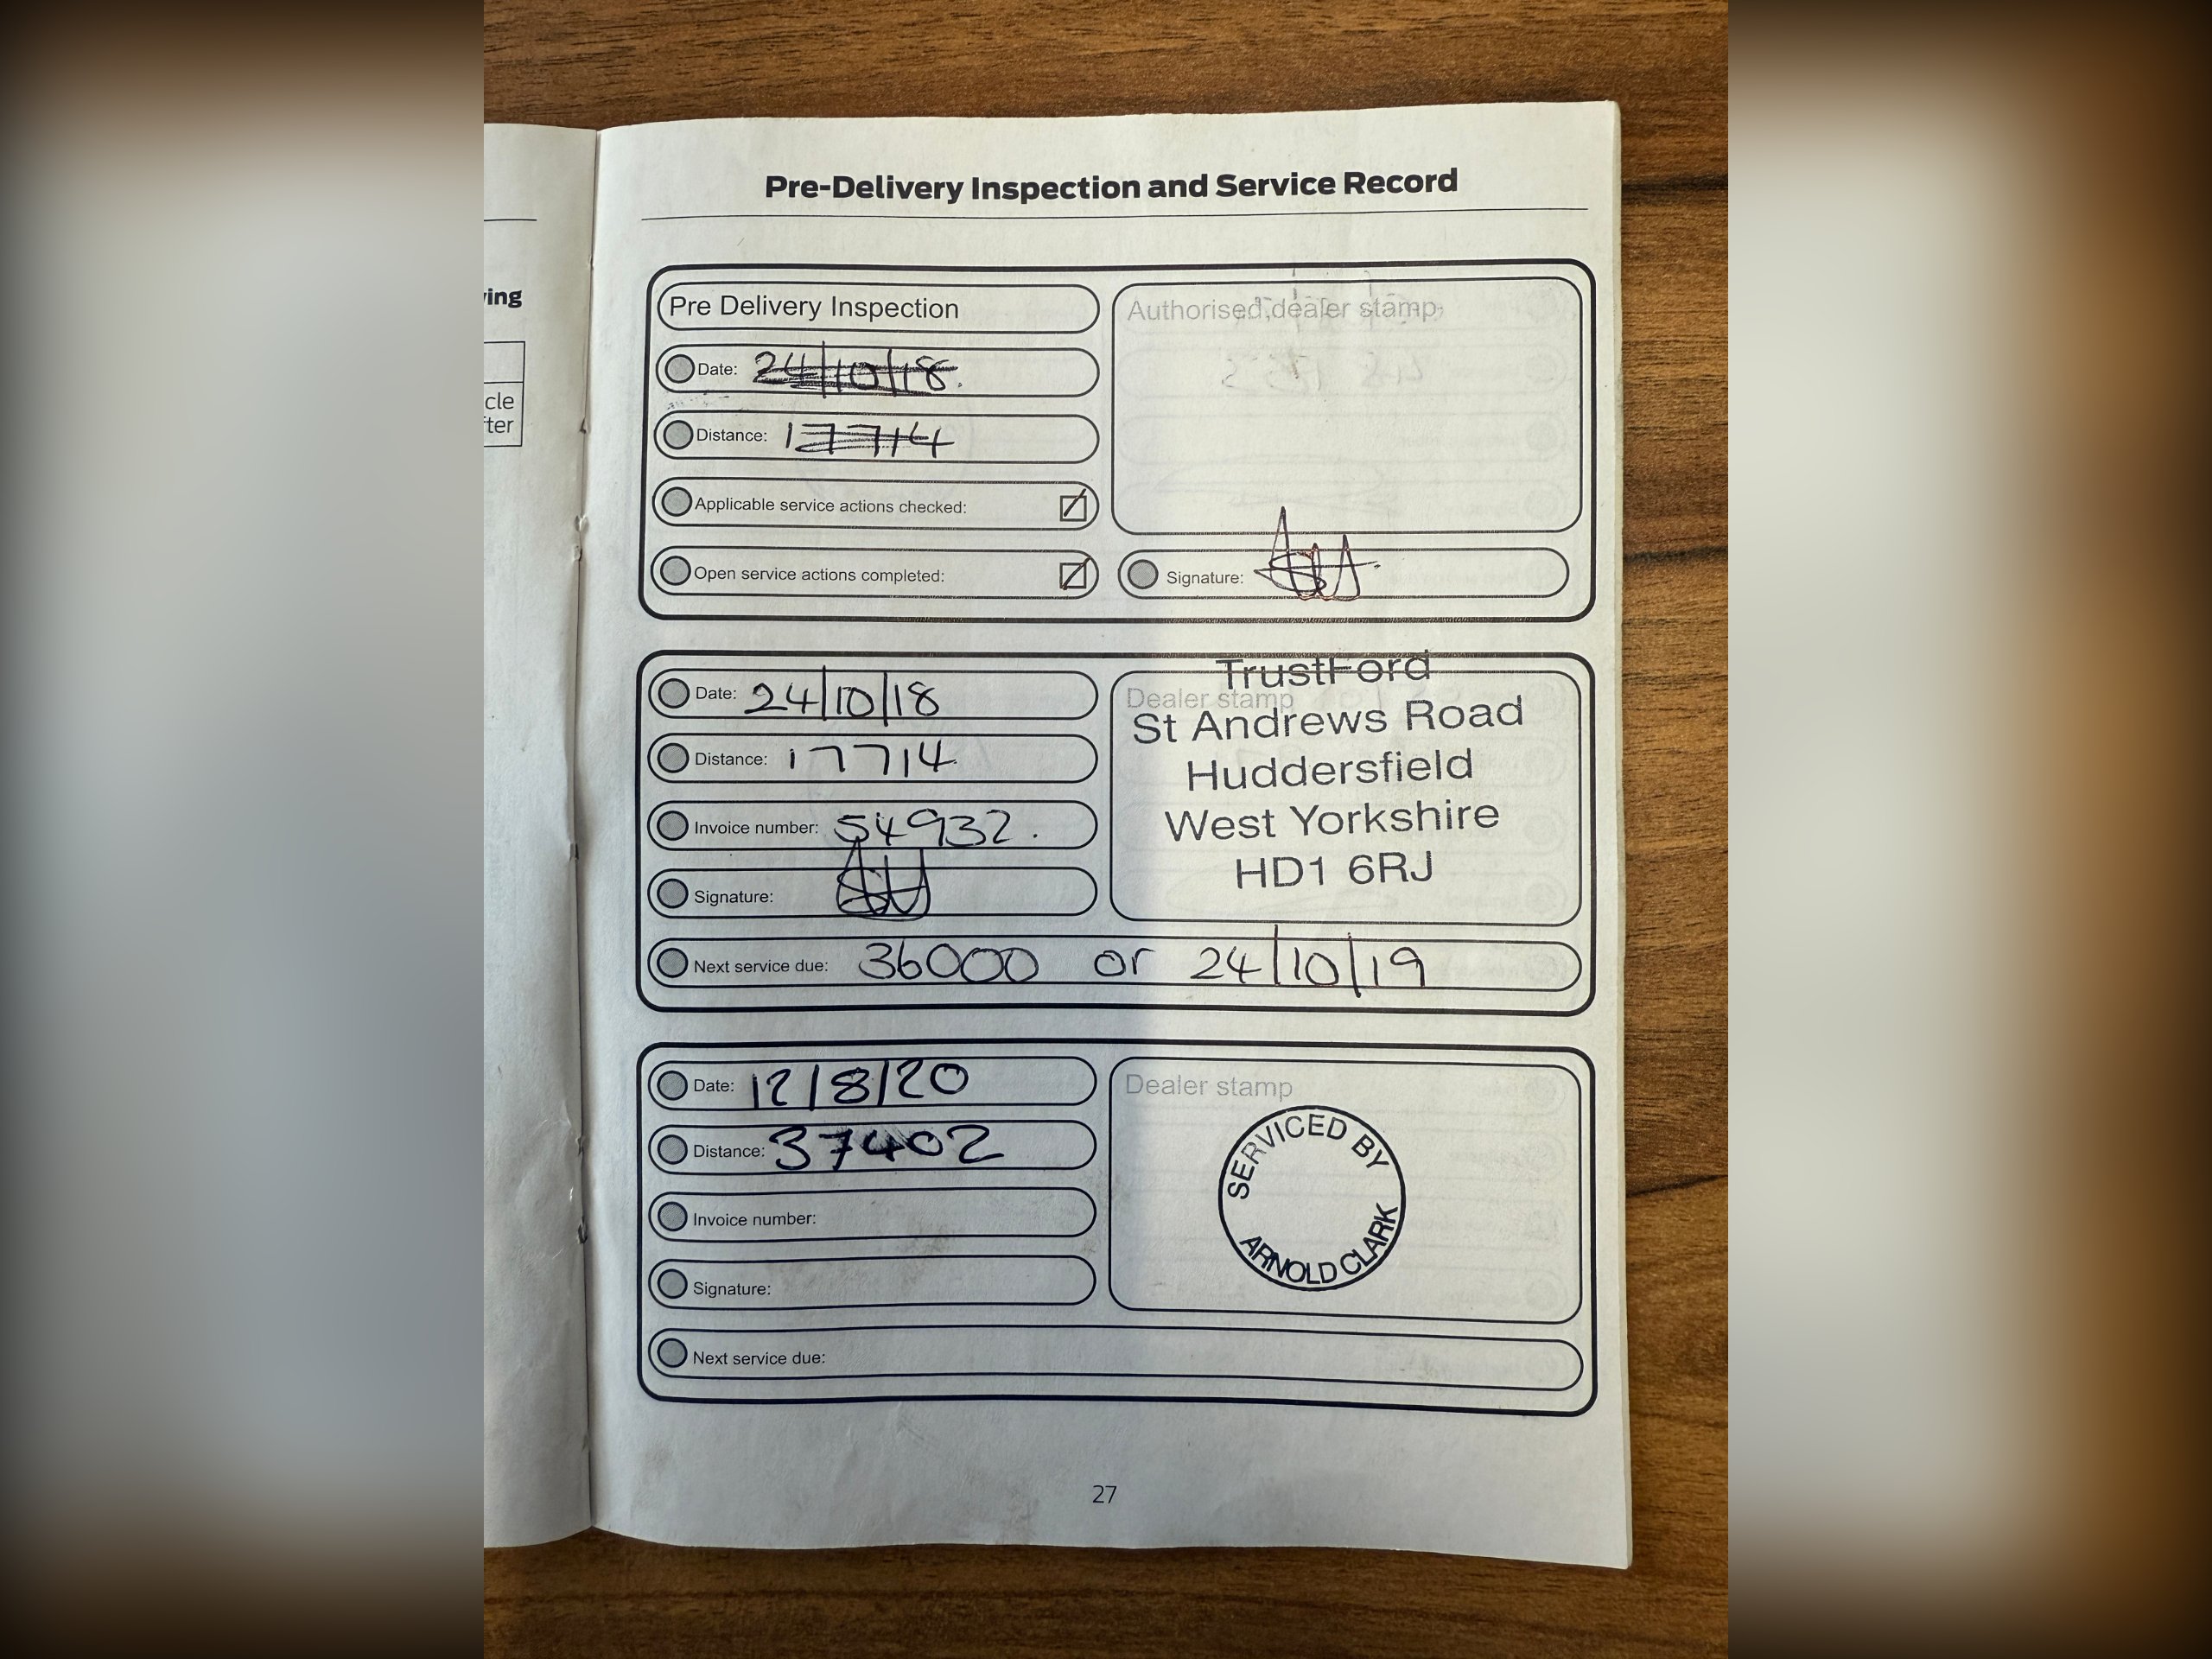 ing
cle
ter
Pre-Delivery Inspection and Service Record
Pre Delivery Inspection
Authorised dealer stamp
Date: 24/10/18.
Distance: 17714
Applicable service actions checked:
Open service actions completed:
Signature:
Date: 24/10/18
Distance: 17714
Invoice number: 54932.
Signature:
Dealer stamp
TrustFord
St Andrews Road
Huddersfield
West Yorkshire
HD1 6RJ
Next service due: 36000 or 24/10/19
Date: 12/8/20
Distance: 37402
Invoice number:
Signature:
Next service due:
Dealer stamp
SERVICED BY
ARNOLD CLARK
27